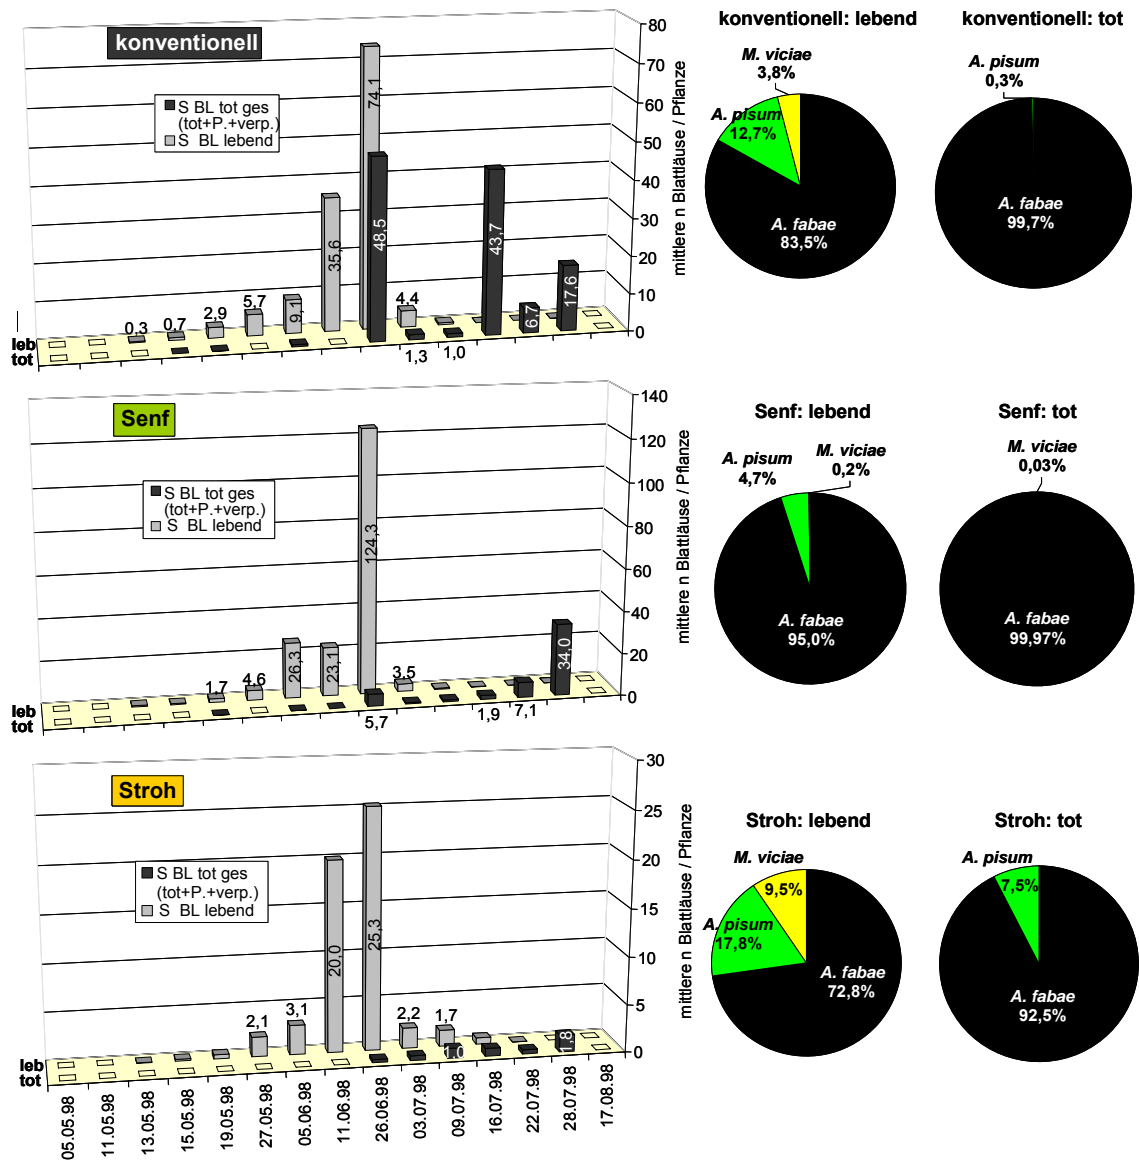 konventionell
S BL tot ges
(tot+P.+verp.)
S BL lebend
80
70
60
50
40
30
20
10
0
mittlere n Blattläuse / Pflanze
0,3
0,7
2,9
5,7
9,1
35,6
74,1
48,5
4,4
1,3
1,0
43,7
6,7
17,6
leb
tot
konventionell: lebend
M. viciae
3,8%
A. pisum
12,7%
A. fabae
83,5%
konventionell: tot
A. pisum
0,3%
A. fabae
99,7%
Senf
S BL tot ges
(tot+P.+verp.)
S BL lebend
140
120
100
80
60
40
20
0
mittlere n Blattläuse / Pflanze
1,7
4,6
26,3
23,1
124,3
5,7
3,5
1,9
7,1
34.0
leb
tot
Senf: lebend
A. pisum
4,7%
M. viciae
0,2%
A. fabae
95,0%
Senf: tot
M. viciae
0,03%
A. fabae
99,97%
Stroh
S BL tot ges
(tot+P.+verp.)
S BL lebend
30
25
20
15
10
5
0
mittlere n Blattläuse / Pflanze
2,1
3,1
20,0
25,3
2,2
1,7
1,0
1,8
leb
tot
05.05.98
11.05.98
13.05.98
15.05.98
19.05.98
27.05.98
05.06.98
11.06.98
26.06.98
03.07.98
09.07.98
16.07.98
22.07.98
28.07.98
17.08.98
Stroh: lebend
M. viciae
9,5%
A. pisum
17,8%
A. fabae
72,8%
Stroh: tot
A. pisum
7,5%
A. fabae
92,5%